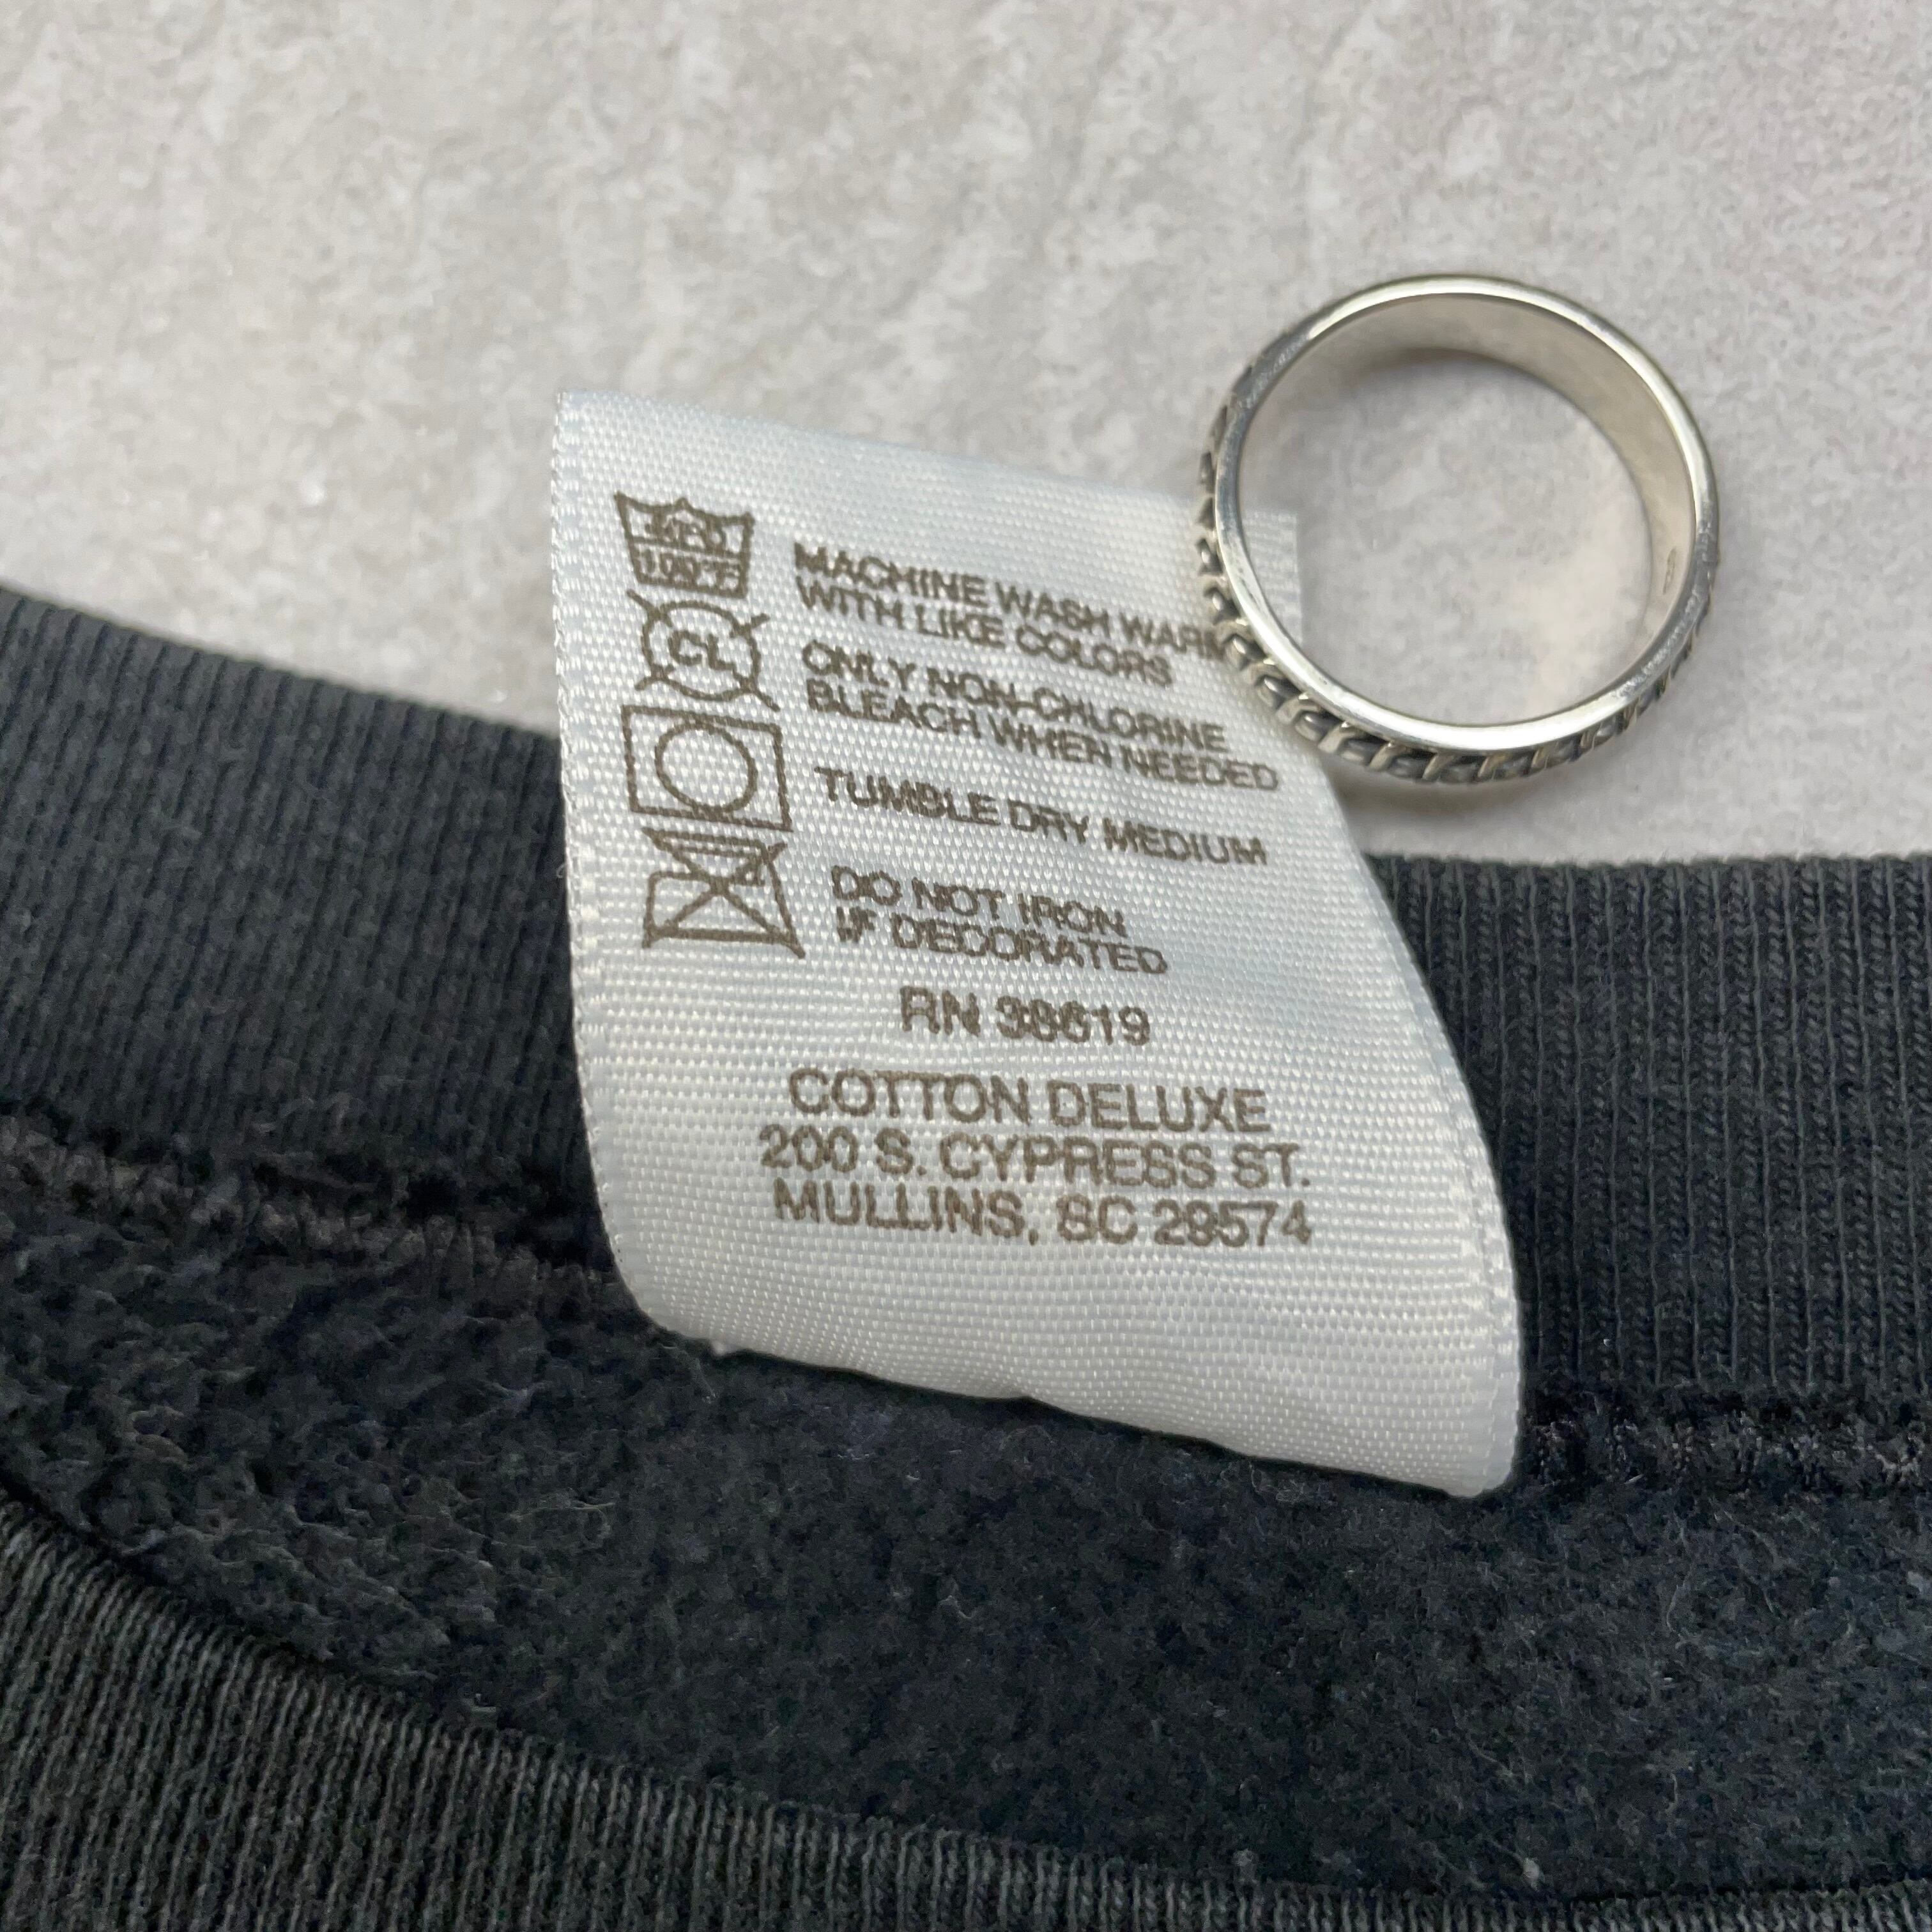 MACHINE WASH WARM
WITH LIKE COLORS
ONLY NON-CHLORINE
BLEACH WHEN NEEDED
TUMBLE DRY MEDIUM
DO NOT IRON
IF DECORATED
RN 38619
COTTON DELUXE
200 S. CYPRESS ST.
MULLINS, SC 29574
CL